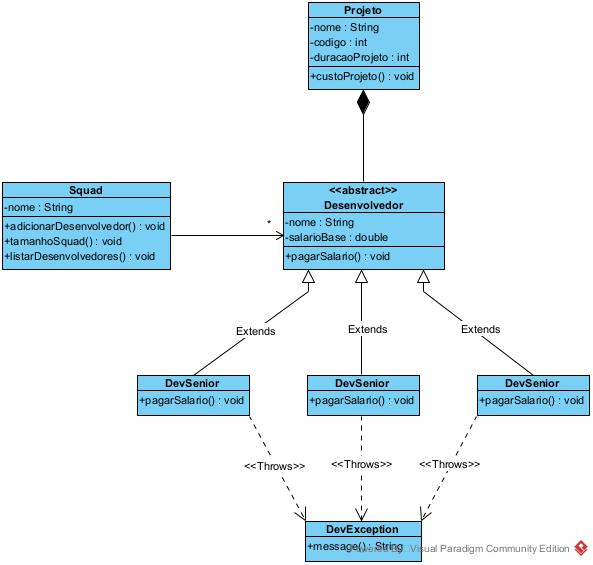 Projeto
-nome : String
-codigo : int
-duracaoProjeto : int
+custoProjeto() : void
Squad
-nome : String
+adicionarDesenvolvedor() : void
+tamanhoSquad() : void
+listarDesenvolvedores() : void
*
<<abstract>>
Desenvolvedor
-nome : String
-salarioBase : double
+pagarSalario() : void
Extends
Extends
Extends
DevSenior
+pagarSalario() : void
DevSenior
+pagarSalario() : void
DevSenior
+pagarSalario() : void
<<Throws>>
<<Throws>>
<<Throws>>
DevException
+message() : String
Powered By: Visual Paradigm Community Edition